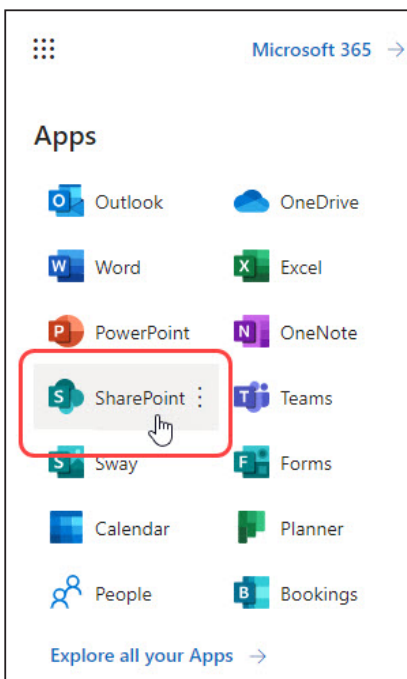 Microsoft 365 →
Apps
Outlook OneDrive
Word Excel
PowerPoint OneNote
SharePoint Teams
Sway Forms
Calendar Planner
People Bookings
Explore all your Apps →